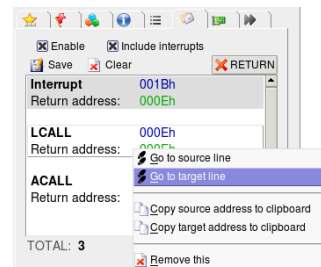 Enable Include interrupts
Save Clear RETURN
Interrupt 001Bh
Return address: 000Eh
LCALL 000Eh
Return address: 000Eh
Go to source line
Go to target line
ACALL
Return address:
Copy source address to clipboard
Copy target address to clipboard
TOTAL: 3
Remove this